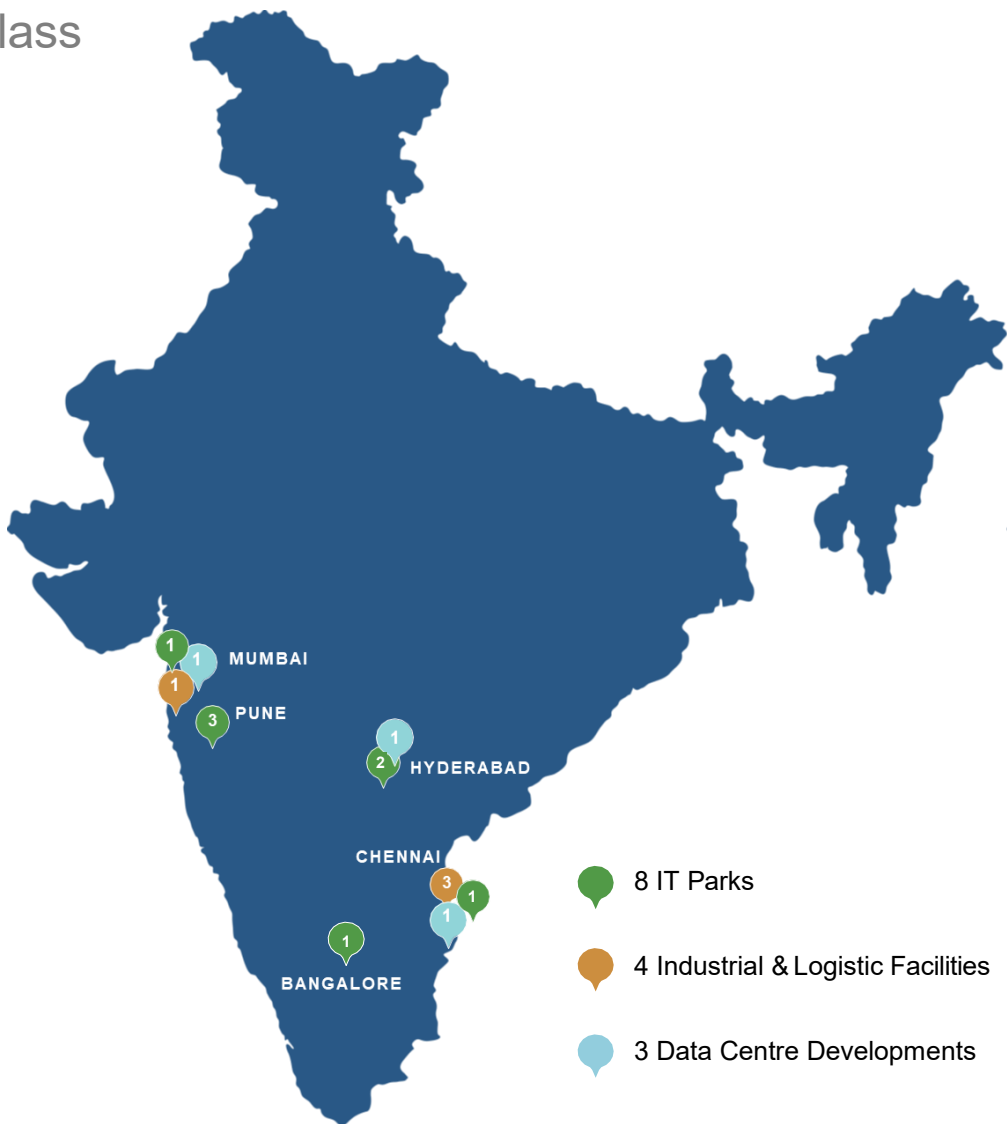 lass
1
1
MUMBAI
1
3
PUNE
1
2
HYDERABAD
CHENNAI
3
1
1
1
BANGALORE
8 IT Parks
4 Industrial & Logistic Facilities
3 Data Centre Developments